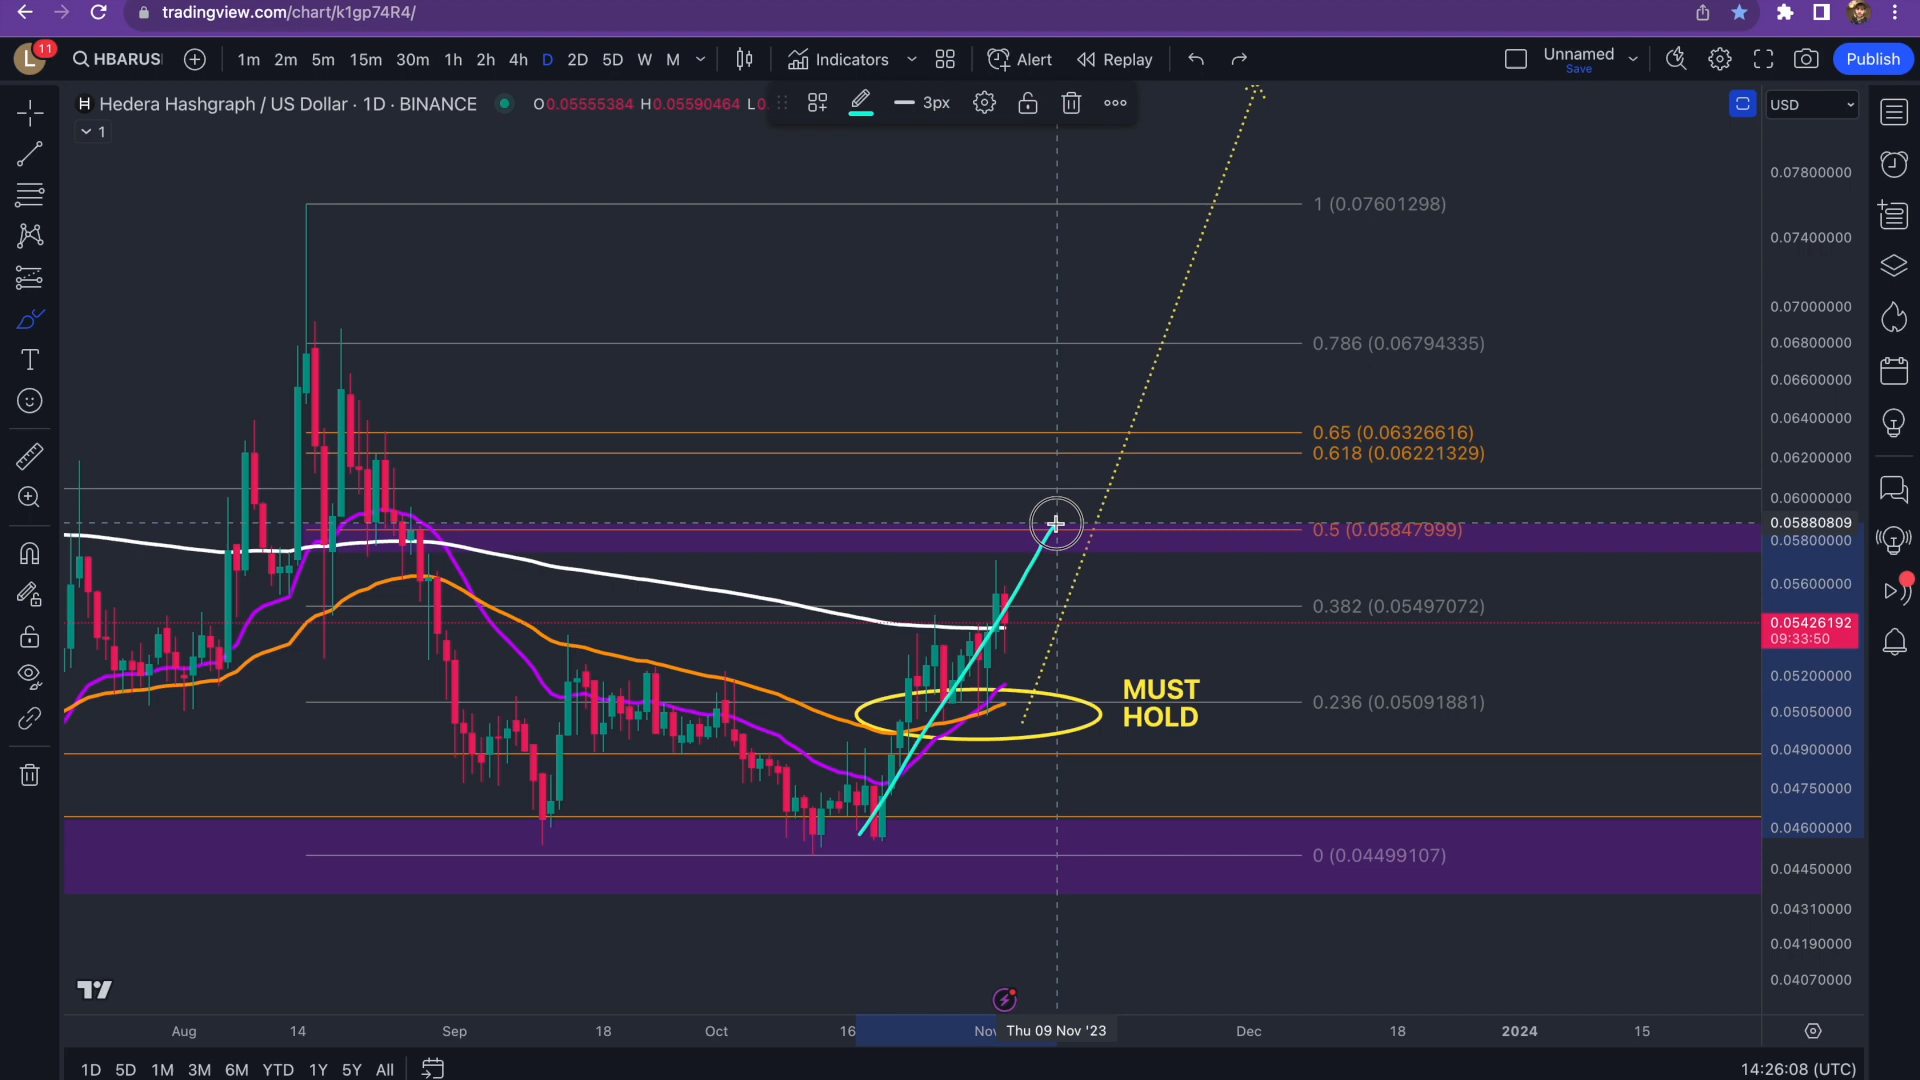 tradingview.com/chart/k1gp74R4/
L 11 HBARUS 1m 2m 5m 15m 30m 1h 2h 4h D 2D 5D W M Indicators Alert Replay Unnamed Save Publish
H Hedera Hashgraph / US Dollar · 1D · BINANCE O0.05555384 H0.05590464 L0. 3px USD
1
0.07800000
1 (0.07601298)
0.07400000
0.07000000
0.786 (0.06794335) 0.06800000
0.06600000
0.06400000
0.65 (0.06326616)
0.618 (0.06221329) 0.06200000
0.06000000
0.05880809
0.5 (0.05847999) 0.05800000
0.05600000
0.382 (0.05497072)
0.05426192
09:33:50
0.05200000
MUST
HOLD
0.236 (0.05091881)
0.05050000
0.04900000
0.04750000
0.04600000
0 (0.04499107)
0.04450000
0.04310000
0.04190000
0.04070000
Aug 14 Sep 18 Oct 16 Nov Thu 09 Nov '23 Dec 18 2024 15
1D 5D 1M 3M 6M YTD 1Y 5Y All 14:26:08 (UTC)